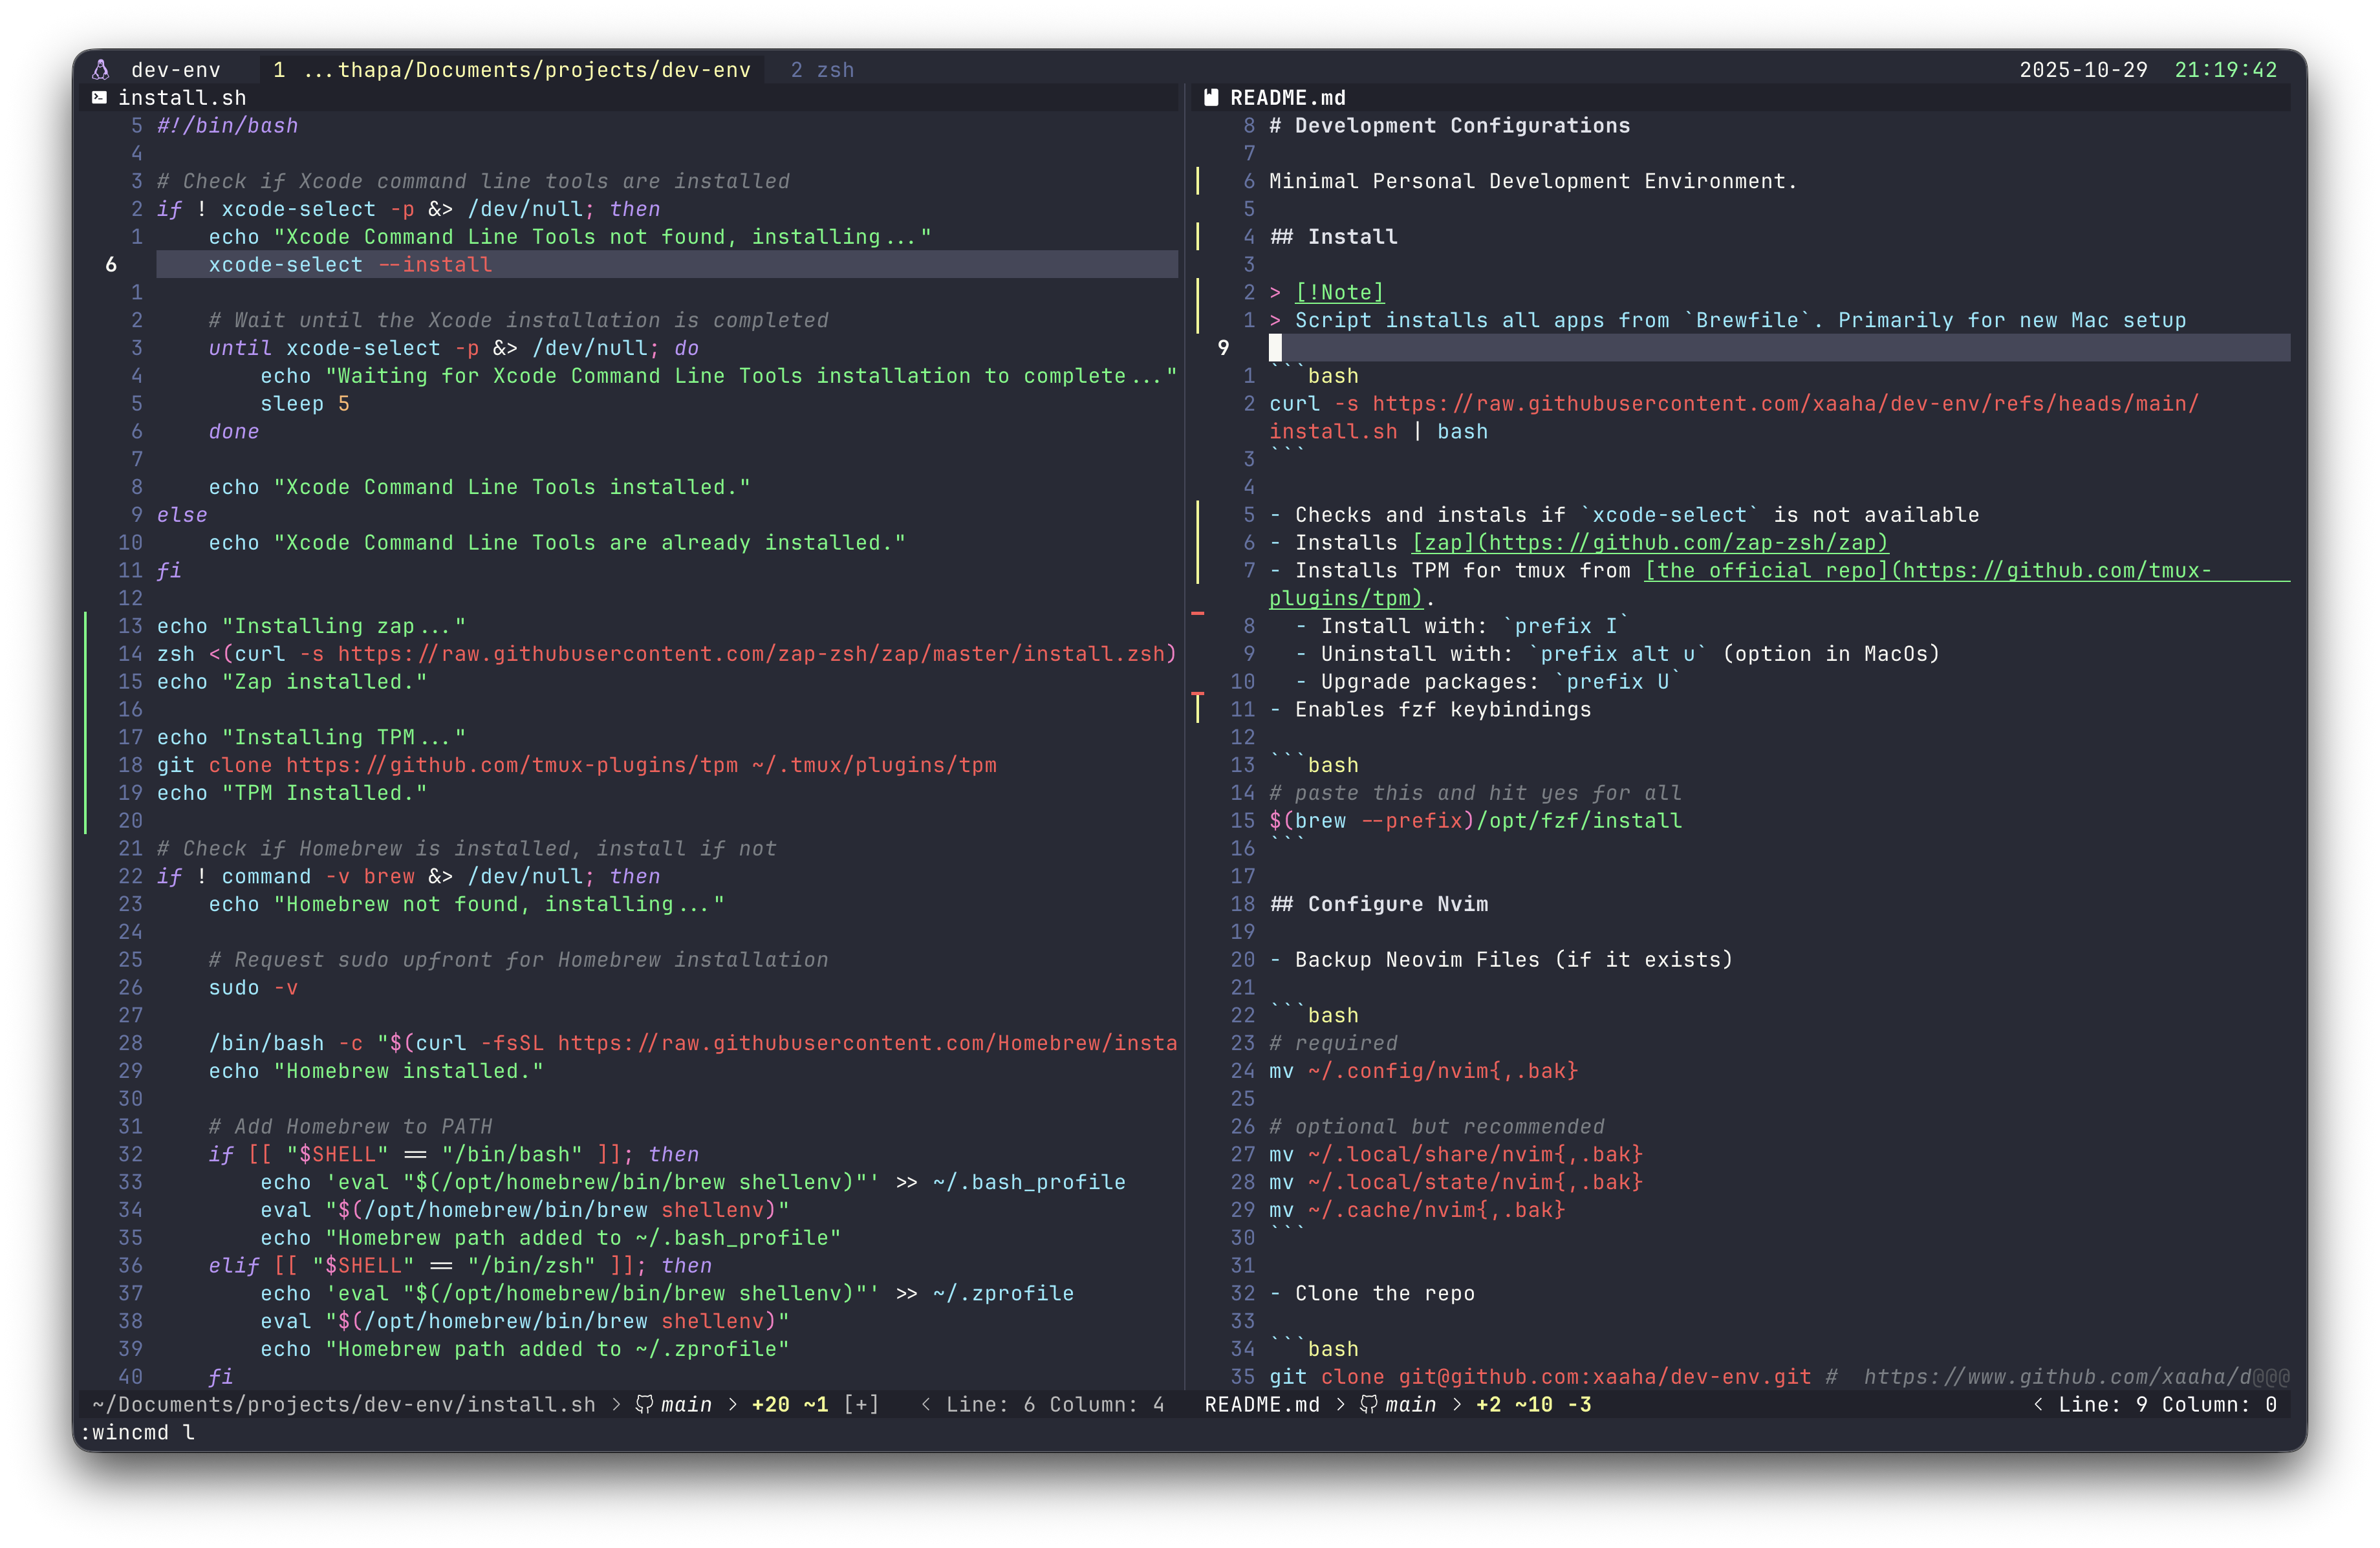 dev-env 1 ...thapa/Documents/projects/dev-env 2 zsh 2025-10-29 21:19:42
install.sh
5 #!/bin/bash
4
3 # Check if Xcode command line tools are installed
2 if ! xcode-select -p &> /dev/null; then
1     echo "Xcode Command Line Tools not found, installing..."
6     xcode-select --install
1
2     # Wait until the Xcode installation is completed
3     until xcode-select -p &> /dev/null; do
4         echo "Waiting for Xcode Command Line Tools installation to complete..."
5         sleep 5
6     done
7
8     echo "Xcode Command Line Tools installed."
9 else
10     echo "Xcode Command Line Tools are already installed."
11 fi
12
13 echo "Installing zap..."
14 zsh <(curl -s https://raw.githubusercontent.com/zap-zsh/zap/master/install.zsh)
15 echo "Zap installed."
16
17 echo "Installing TPM..."
18 git clone https://github.com/tmux-plugins/tpm ~/.tmux/plugins/tpm
19 echo "TPM Installed."
20
21 # Check if Homebrew is installed, install if not
22 if ! command -v brew &> /dev/null; then
23     echo "Homebrew not found, installing..."
24
25     # Request sudo upfront for Homebrew installation
26     sudo -v
27
28     /bin/bash -c "$(curl -fsSL https://raw.githubusercontent.com/Homebrew/insta
29     echo "Homebrew installed."
30
31     # Add Homebrew to PATH
32     if [[ "$SHELL" == "/bin/bash" ]]; then
33         echo 'eval "$(/opt/homebrew/bin/brew shellenv)"' >> ~/.bash_profile
34         eval "$(/opt/homebrew/bin/brew shellenv)"
35         echo "Homebrew path added to ~/.bash_profile"
36     elif [[ "$SHELL" == "/bin/zsh" ]]; then
37         echo 'eval "$(/opt/homebrew/bin/brew shellenv)"' >> ~/.zprofile
38         eval "$(/opt/homebrew/bin/brew shellenv)"
39         echo "Homebrew path added to ~/.zprofile"
40     fi
~/Documents/projects/dev-env/install.sh > main > +20 ~1 [+] < Line: 6 Column: 4
README.md
8 # Development Configurations
7
6 Minimal Personal Development Environment.
5
4 ## Install
3
2 > [!Note]
1 > Script installs all apps from `Brewfile`. Primarily for new Mac setup
9
1 ```bash
2 curl -s https://raw.githubusercontent.com/xaaha/dev-env/refs/heads/main/
install.sh | bash
3 ```
4
5 - Checks and instals if `xcode-select` is not available
6 - Installs [zap](https://github.com/zap-zsh/zap)
7 - Installs TPM for tmux from [the official repo](https://github.com/tmux-
plugins/tpm).
8   - Install with: `prefix I`
9   - Uninstall with: `prefix alt u` (option in MacOs)
10   - Upgrade packages: `prefix U`
11 - Enables fzf keybindings
12
13 ```bash
14 # paste this and hit yes for all
15 $(brew --prefix)/opt/fzf/install
16 ```
17
18 ## Configure Nvim
19
20 - Backup Neovim Files (if it exists)
21
22 ```bash
23 # required
24 mv ~/.config/nvim{,.bak}
25
26 # optional but recommended
27 mv ~/.local/share/nvim{,.bak}
28 mv ~/.local/state/nvim{,.bak}
29 mv ~/.cache/nvim{,.bak}
30 ```
31
32 - Clone the repo
33
34 ```bash
35 git clone git@github.com:xaaha/dev-env.git #  https://www.github.com/xaaha/d@@@
README.md > main > +2 ~10 -3 < Line: 9 Column: 0
:wincmd l